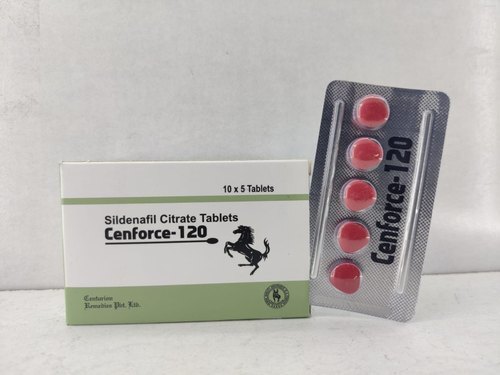 10 x 5 Tablets
Sildenafil Citrate Tablets
Cenforce-120
Centurion
Remedies Pvt. Ltd.
Cenforce-120